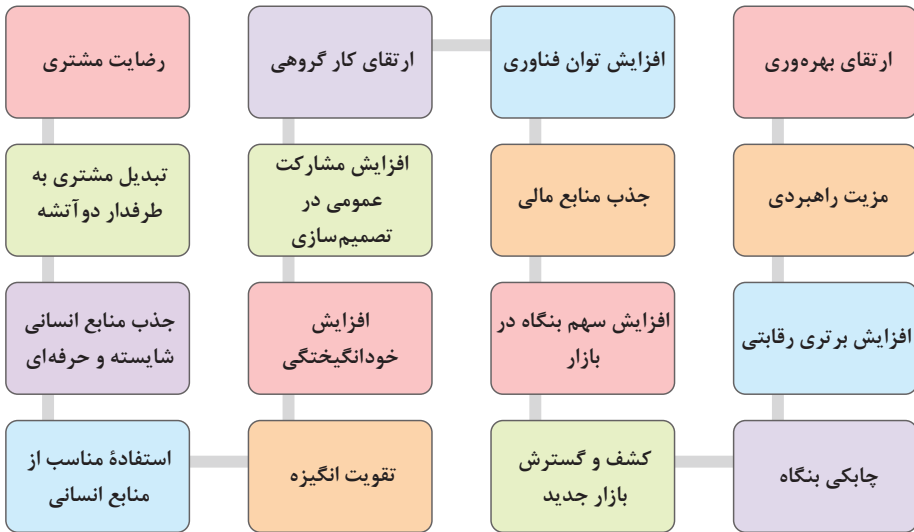 ارتقای بهره‌وری
افزایش توان فناوری
ارتقای کار گروهی
رضایت مشتری
مزیت راهبردی
جذب منابع مالی
افزایش مشارکت
عمومی در
تصمیم‌سازی
تبدیل مشتری به
طرفدار دوآتشه
افزایش برتری رقابتی
افزایش سهم بنگاه در
بازار
افزایش
خودانگیختگی
جذب منابع انسانی
شایسته و حرفه‌ای
چابکی بنگاه
کشف و گسترش
بازار جدید
تقویت انگیزه
استفادهٔ مناسب از
منابع انسانی